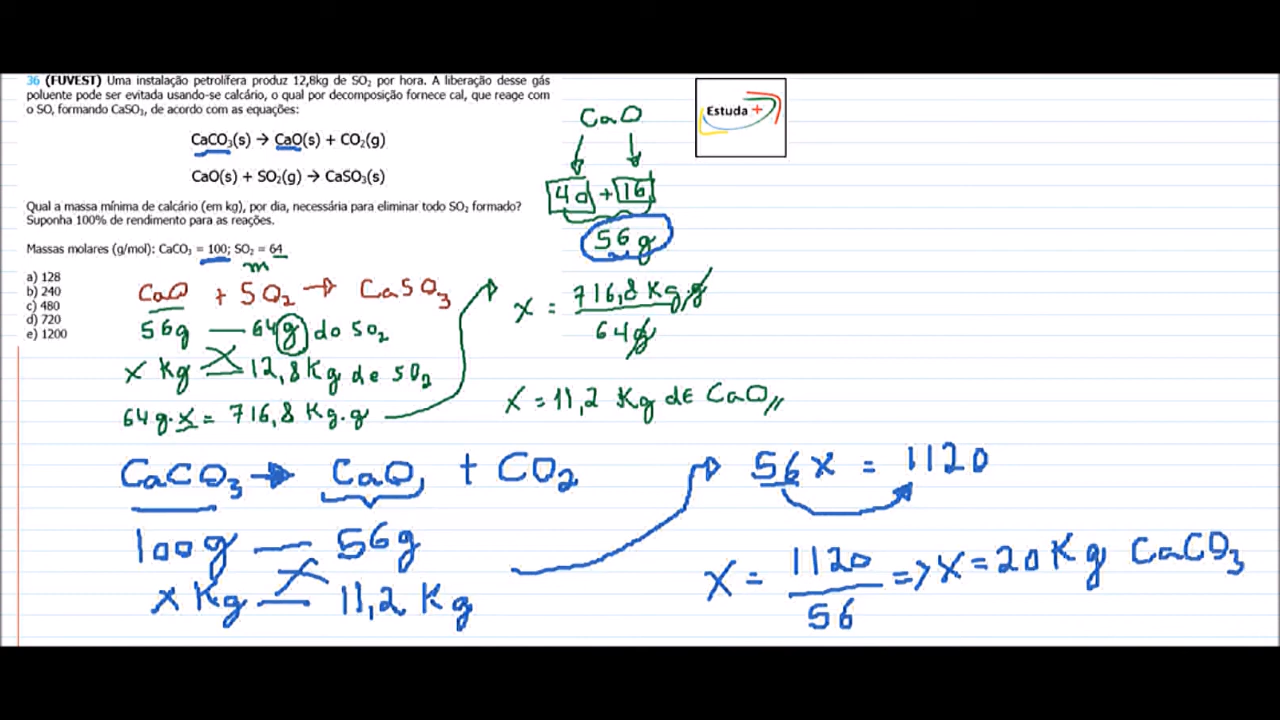 36 (FUVEST) Uma instalação petrolífera produz 12,8kg de SO₂ por hora. A liberação desse gás
poluente pode ser evitada usando-se calcário, o qual por decomposição fornece cal, que reage com
o SO, formando CaSO₃, de acordo com as equações:
CaCO₃(s) → CaO(s) + CO₂(g)
CaO(s) + SO₂(g) → CaSO₃(s)
Qual a massa mínima de calcário (em kg), por dia, necessária para eliminar todo SO₂ formado?
Suponha 100% de rendimento para as reações.
Massas molares (g/mol): CaCO₃ = 100; SO₂ = 64
m
a) 128
b) 240
c) 480
d) 720
e) 1200
Estuda +
CaO
40 + 16
56g
CaO + SO₂ → CaSO₃
56g — 64g do SO₂
x Kg — 12,8Kg de SO₂
64g.x = 716,8 Kg.g
x = 716,8 Kg.g
64g
x = 11,2 Kg de CaO
CaCO₃ → CaO + CO₂
100g — 56g
x Kg — 11,2 Kg
56x = 1120
x = 1120 => x = 20 Kg CaCO₃
56